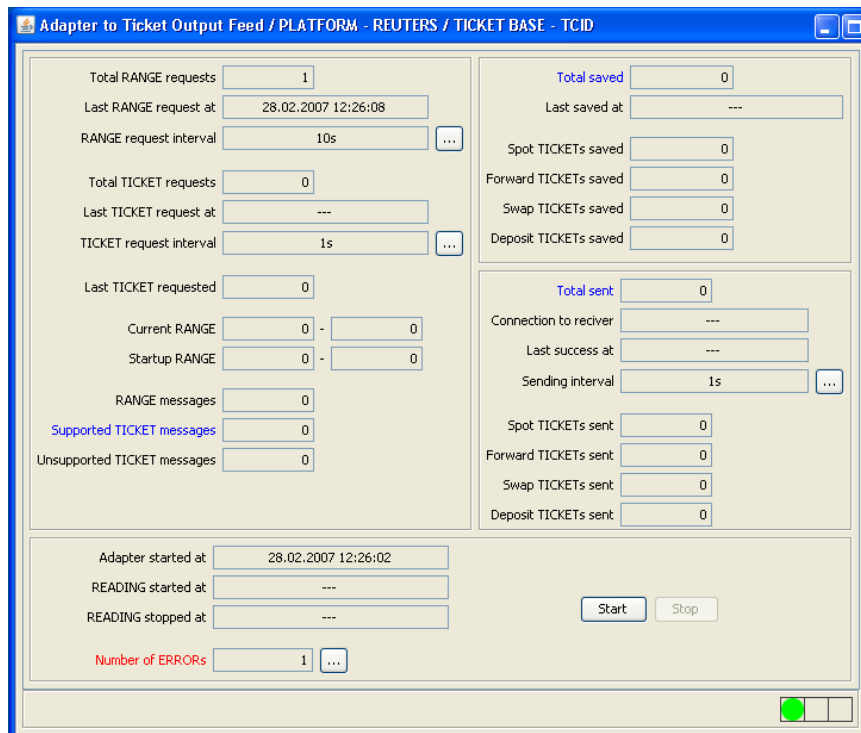 Adapter to Ticket Output Feed / PLATFORM - REUTERS / TICKET BASE - TCID
Total RANGE requests 1
Last RANGE request at 28.02.2007 12:26:08
RANGE request interval 10s ...
Total TICKET requests 0
Last TICKET request at ---
TICKET request interval 1s ...
Last TICKET requested 0
Current RANGE 0 - 0
Startup RANGE 0 - 0
RANGE messages 0
Supported TICKET messages 0
Unsupported TICKET messages 0
Total saved 0
Last saved at ---
Spot TICKETs saved 0
Forward TICKETs saved 0
Swap TICKETs saved 0
Deposit TICKETs saved 0
Total sent 0
Connection to reciver ---
Last success at ---
Sending interval 1s ...
Spot TICKETs sent 0
Forward TICKETs sent 0
Swap TICKETs sent 0
Deposit TICKETs sent 0
Adapter started at 28.02.2007 12:26:02
READING started at ---
READING stopped at ---
Start Stop
Number of ERRORs 1 ...